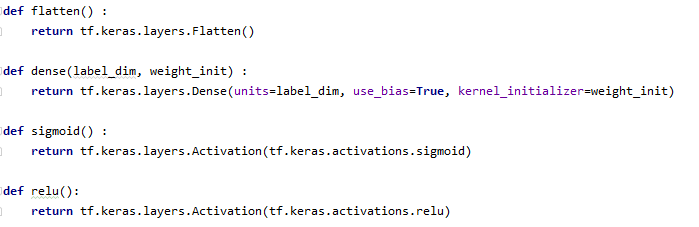 def flatten() :
    return tf.keras.layers.Flatten()
def dense(label_dim, weight_init) :
    return tf.keras.layers.Dense(units=label_dim, use_bias=True, kernel_initializer=weight_init)
def sigmoid() :
    return tf.keras.layers.Activation(tf.keras.activations.sigmoid)
def relu():
    return tf.keras.layers.Activation(tf.keras.activations.relu)